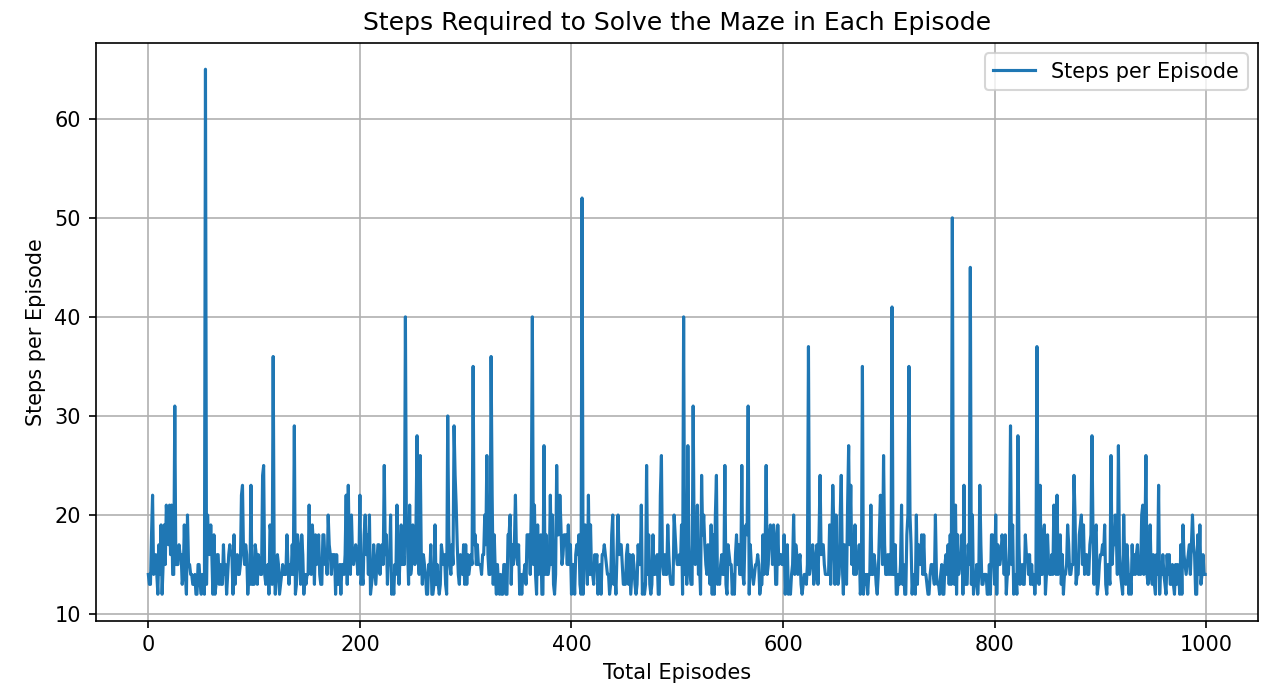 Steps Required to Solve the Maze in Each Episode
Steps per Episode
Steps per Episode
60
50
40
30
20
10
0 200 400 600 800 1000
Total Episodes